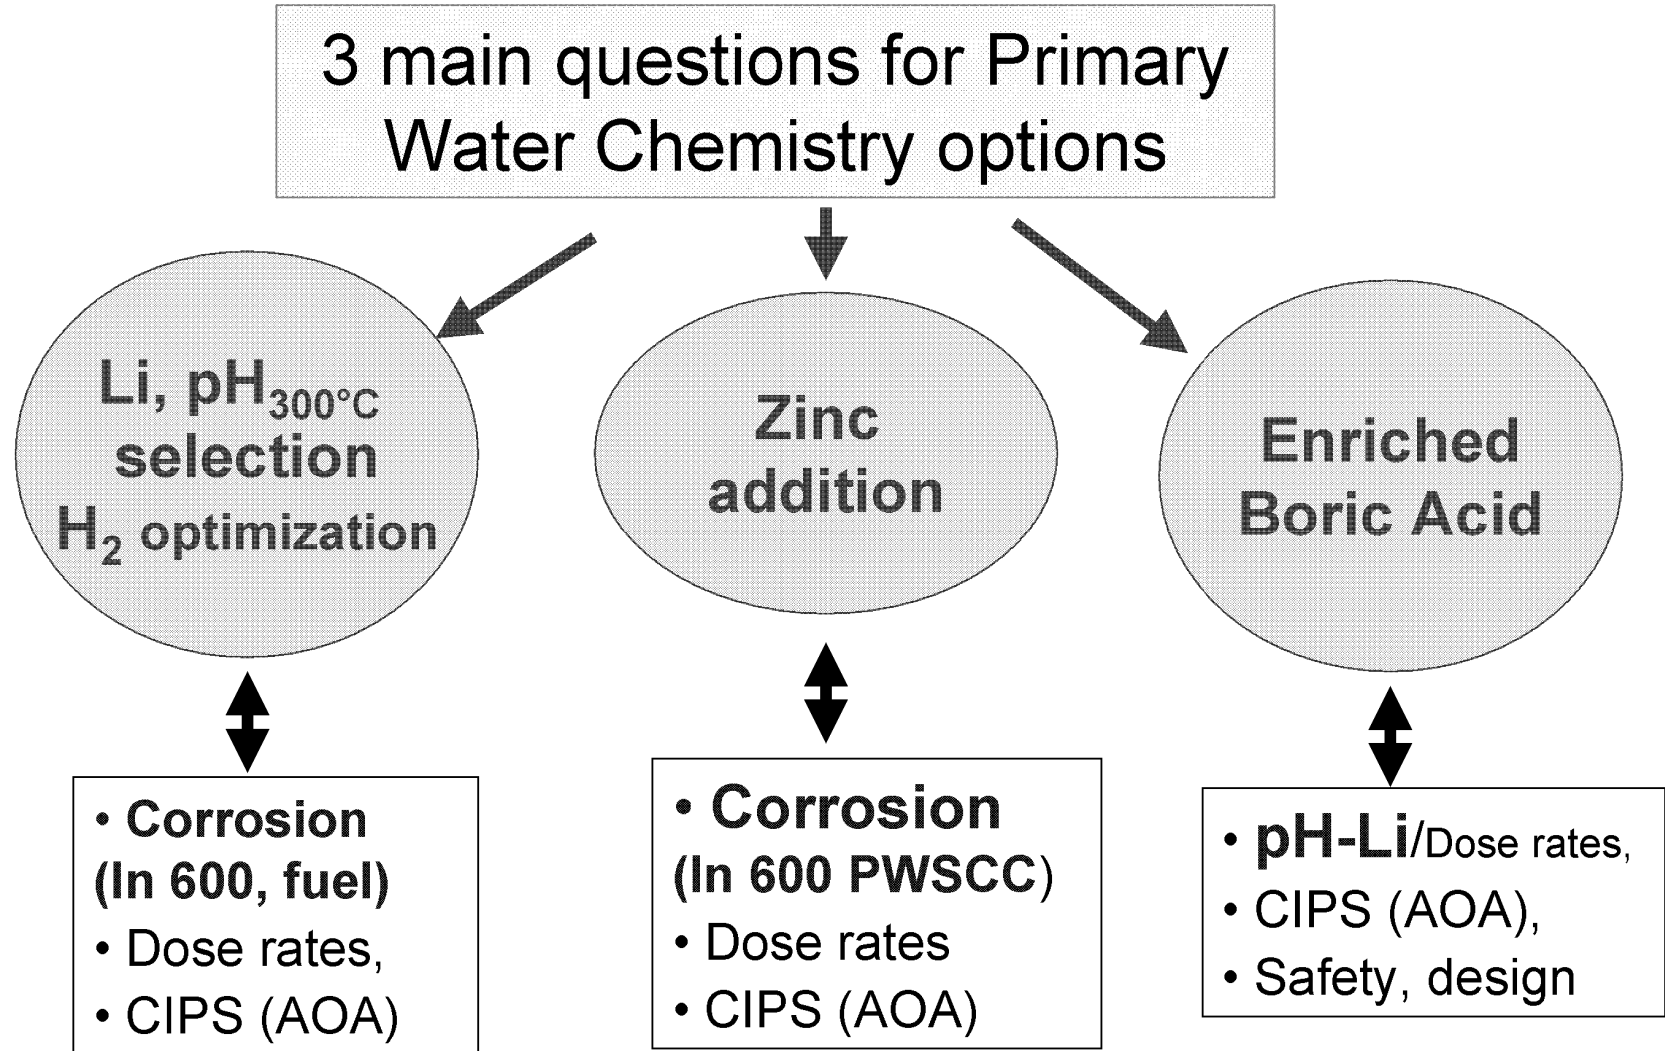 3 main questions for Primary
Water Chemistry options
Li, pH300°C
selection
H2 optimization
Zinc
addition
Enriched
Boric Acid
• Corrosion
(In 600, fuel)
• Dose rates,
• CIPS (AOA)
• Corrosion
(In 600 PWSCC)
• Dose rates
• CIPS (AOA)
• pH-Li/Dose rates,
• CIPS (AOA),
• Safety, design